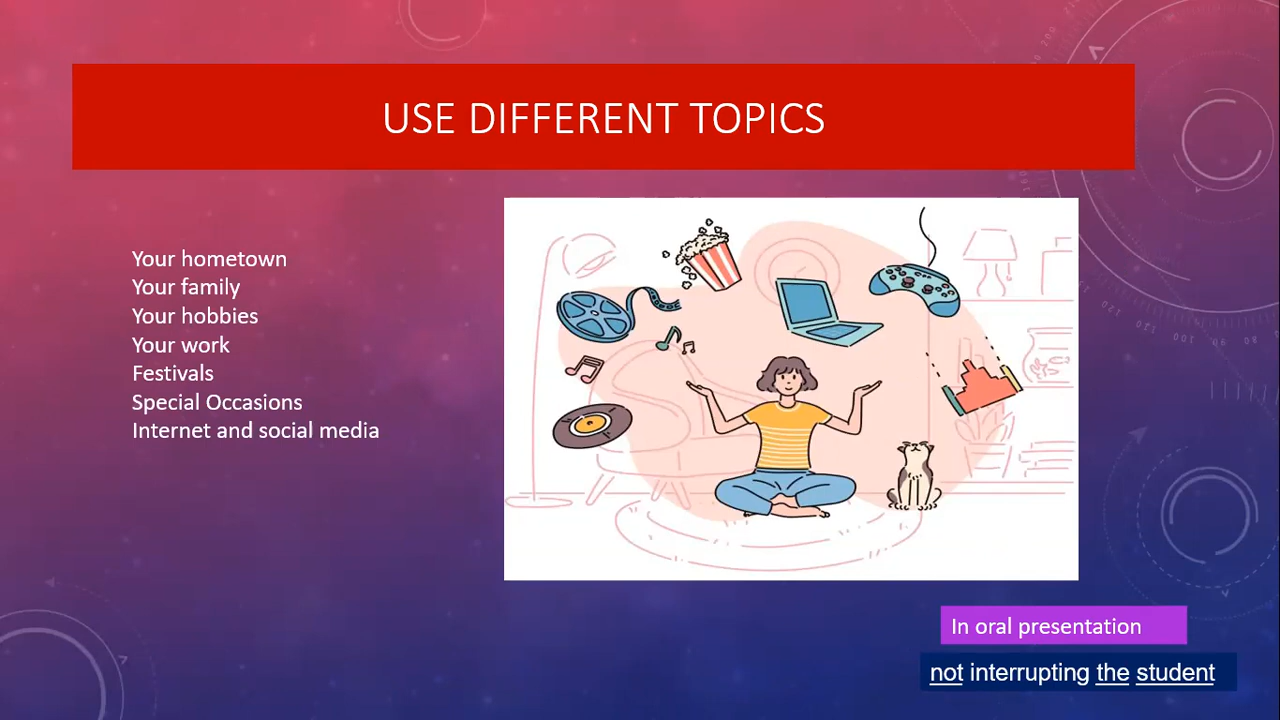 USE DIFFERENT TOPICS
Your hometown
Your family
Your hobbies
Your work
Festivals
Special Occasions
Internet and social media
In oral presentation
not interrupting the student